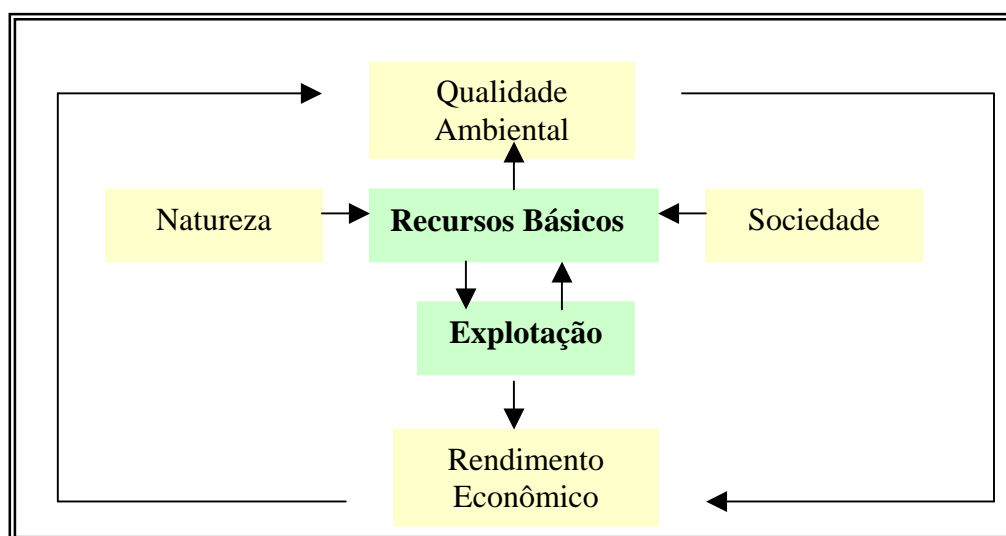 Qualidade
Ambiental
Natureza
Recursos Básicos
Sociedade
Explotação
Rendimento
Econômico